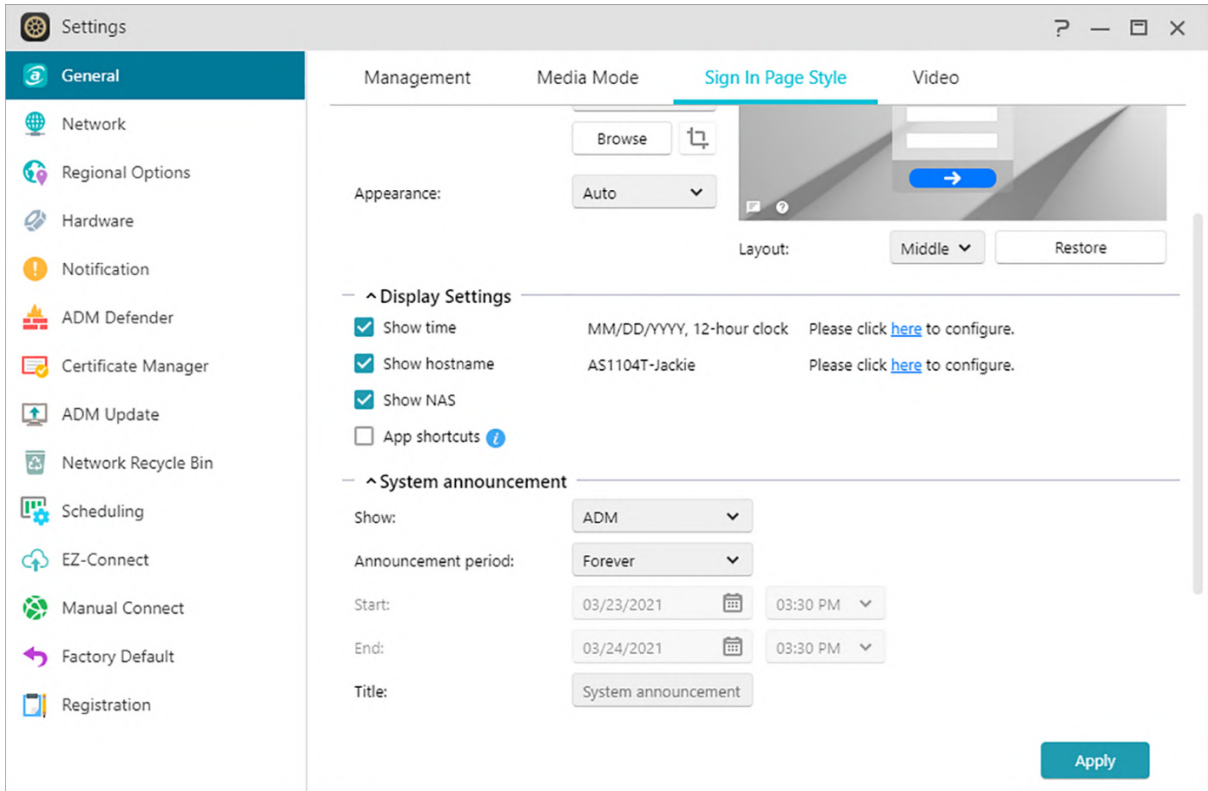 Settings
General
Network
Regional Options
Hardware
Notification
ADM Defender
Certificate Manager
ADM Update
Network Recycle Bin
Scheduling
EZ-Connect
Manual Connect
Factory Default
Registration
Management Media Mode Sign In Page Style Video
Browse
Appearance: Auto
Layout: Middle Restore
Display Settings
Show time MM/DD/YYYY, 12-hour clock Please click here to configure.
Show hostname AS1104T-Jackie Please click here to configure.
Show NAS
App shortcuts
System announcement
Show: ADM
Announcement period: Forever
Start: 03/23/2021 03:30 PM
End: 03/24/2021 03:30 PM
Title: System announcement
Apply